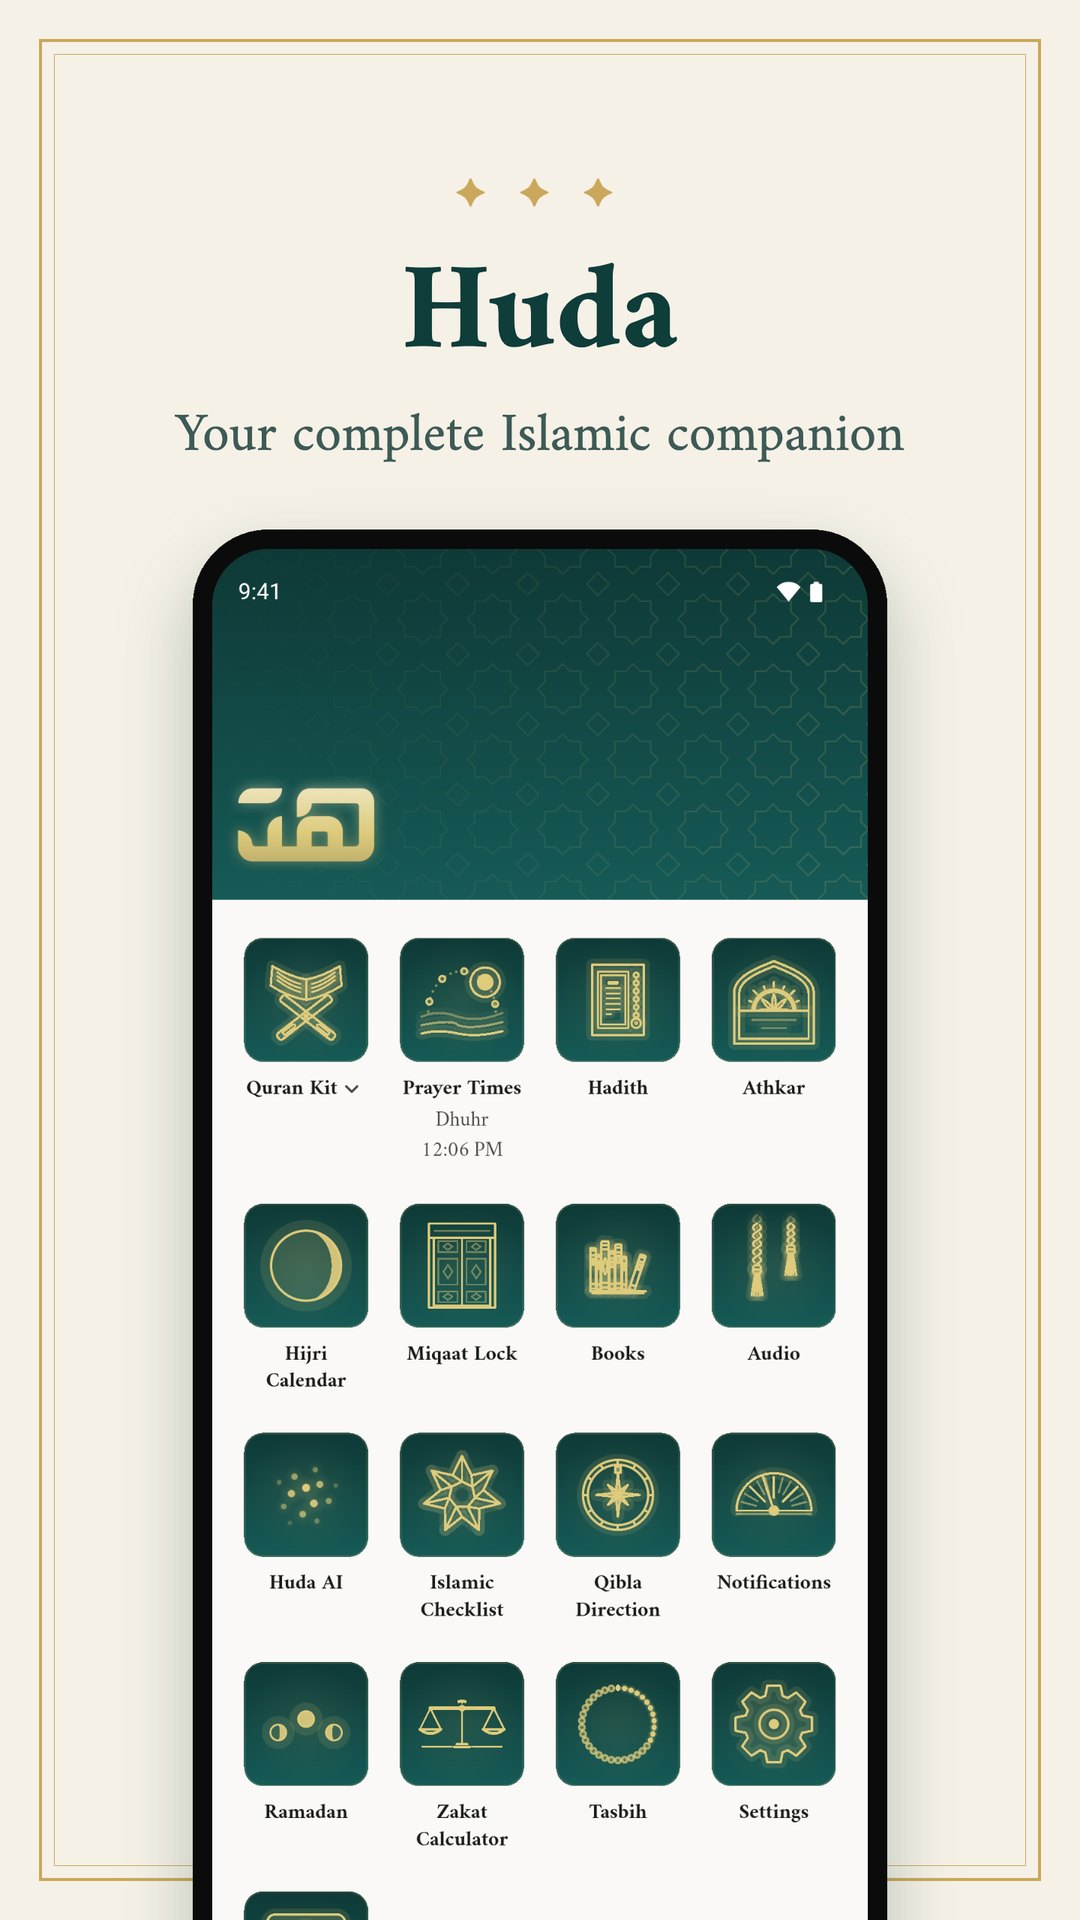 Huda
Your complete Islamic companion
9:41
هدى
Quran Kit
Prayer Times
Dhuhr
12:06 PM
Hadith
Athkar
Hijri
Calendar
Miqaat Lock
Books
Audio
Huda AI
Islamic
Checklist
Qibla
Direction
Notifications
Ramadan
Zakat
Calculator
Tasbih
Settings